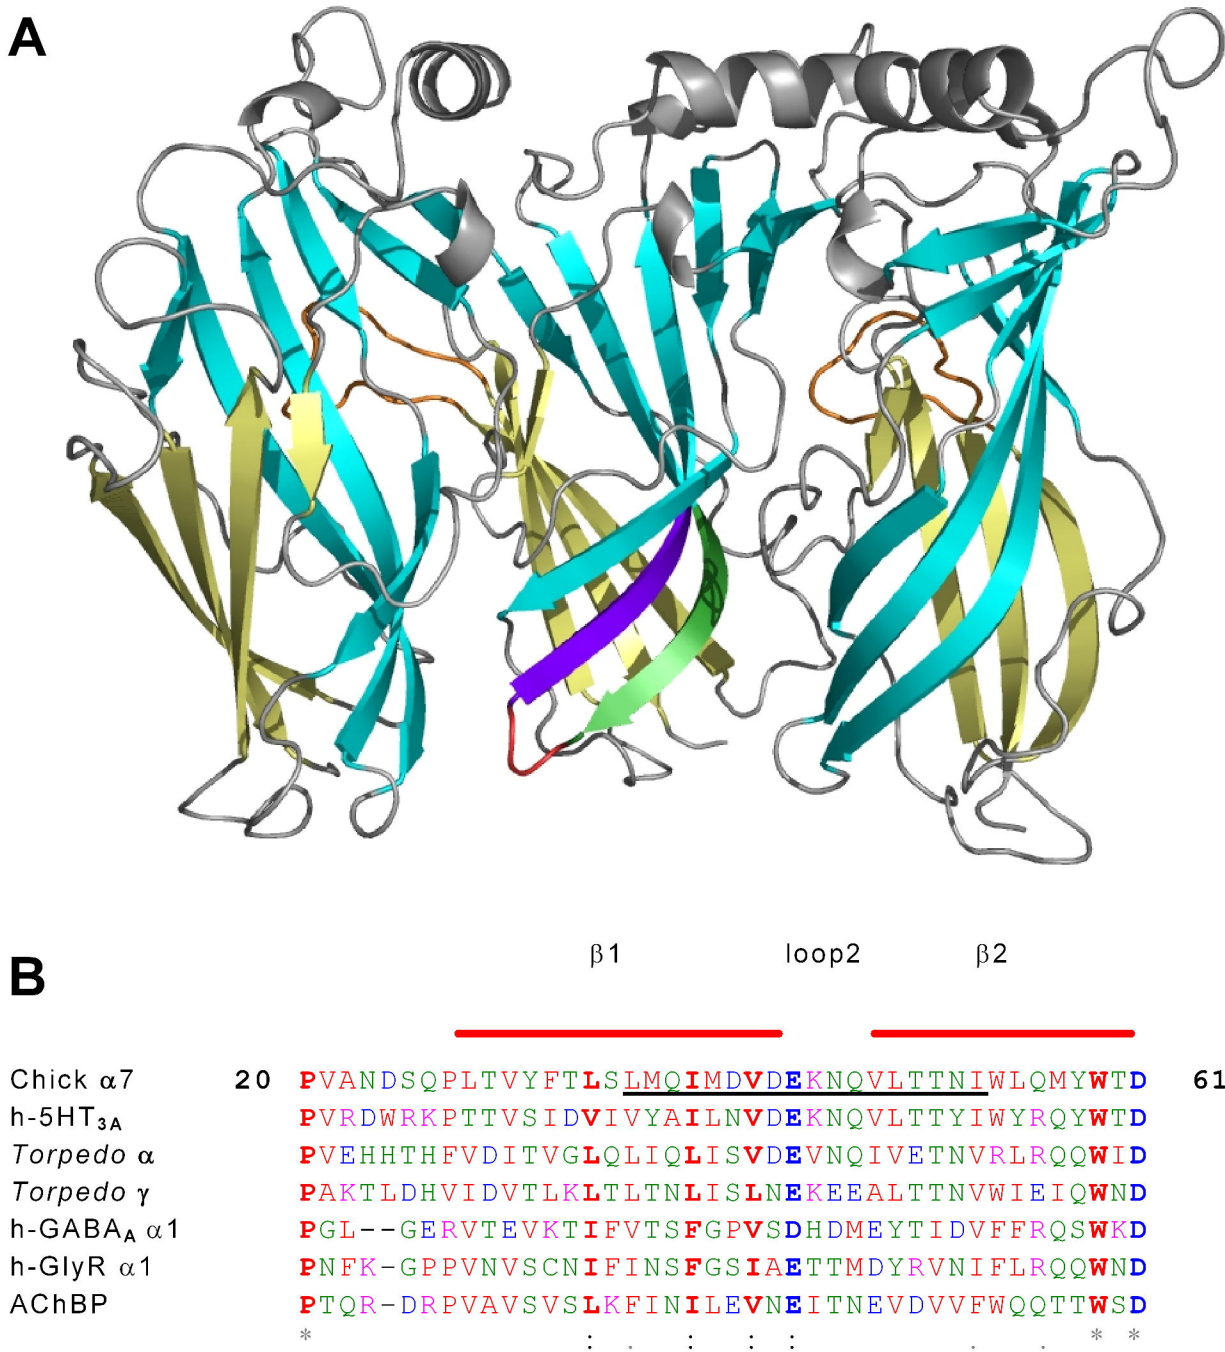 A
β1 loop2 β2
B
Chick α7 20 PVANDSQPLTVYFTLSLMQIMDVDEKNQVLTTNIWLQMYWTD 61
h-5HT3A PVRDWRKPTTVSIDVIVYAILNVDEKNQVLTTYIWYRQYWTD
Torpedo α PVEHHTHFVDITVGLQLIQLISVDEVNQIVETNVRLRQQWID
Torpedo γ PAKTLDHVIDVTLKLTLTNLISLNEKEEALTTNVWIEIQWND
h-GABAA α1 PGL--GERVTEVKTIFVTSFGPVSDHDMEYTIDVFFRQSWKD
h-GlyR α1 PNFK-GPPVNVSCNIFINSFGSIAETTMDYRVNIFLRQQWND
AChBP PTQR-DRPVAVSVSLKFINILEVNEITNEVDVVFWQQTTWSD
* : . : : : . . * *